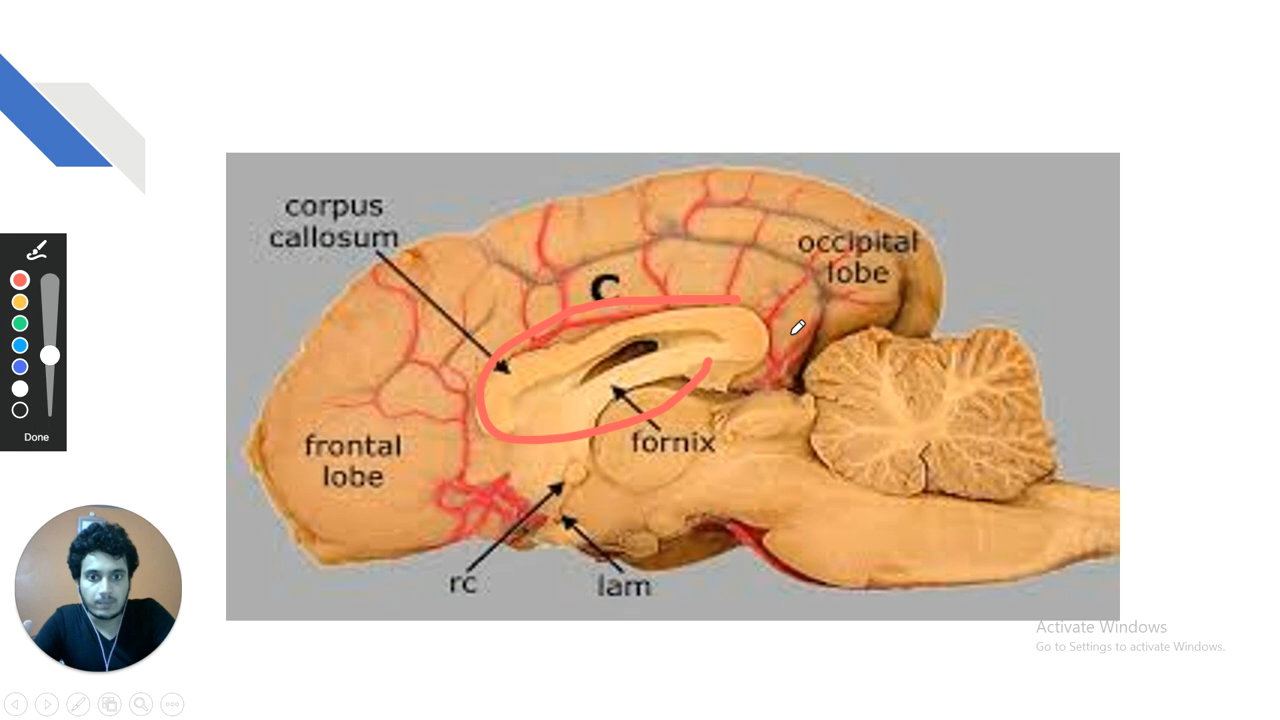 corpus
callosum
occipital
lobe
C
frontal
lobe
fornix
rc
lam
Done
Activate Windows
Go to Settings to activate Windows.